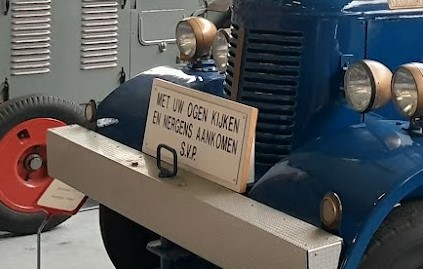 MET UW OGEN KIJKEN
EN NERGENS AANKOMEN
S.V.P.